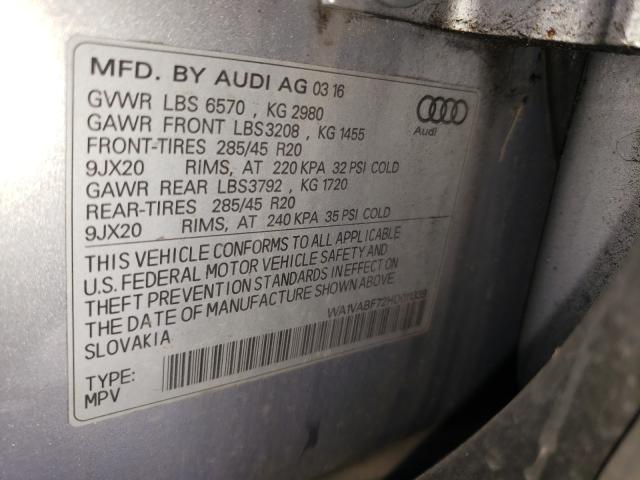 MFD. BY AUDI AG 03 16
GVWR LBS 6570 , KG 2980
GAWR FRONT LBS3208 , KG 1455
FRONT-TIRES 285/45 R20
9JX20 RIMS, AT 220 KPA 32 PSI COLD
GAWR REAR LBS3792 , KG 1720
REAR-TIRES 285/45 R20
9JX20 RIMS, AT 240 KPA 35 PSI COLD
Audi
THIS VEHICLE CONFORMS TO ALL APPLICABLE
U.S. FEDERAL MOTOR VEHICLE SAFETY AND
THEFT PREVENTION STANDARDS IN EFFECT ON
THE DATE OF MANUFACTURE SHOWN ABOVE.
SLOVAKIA
TYPE:
MPV